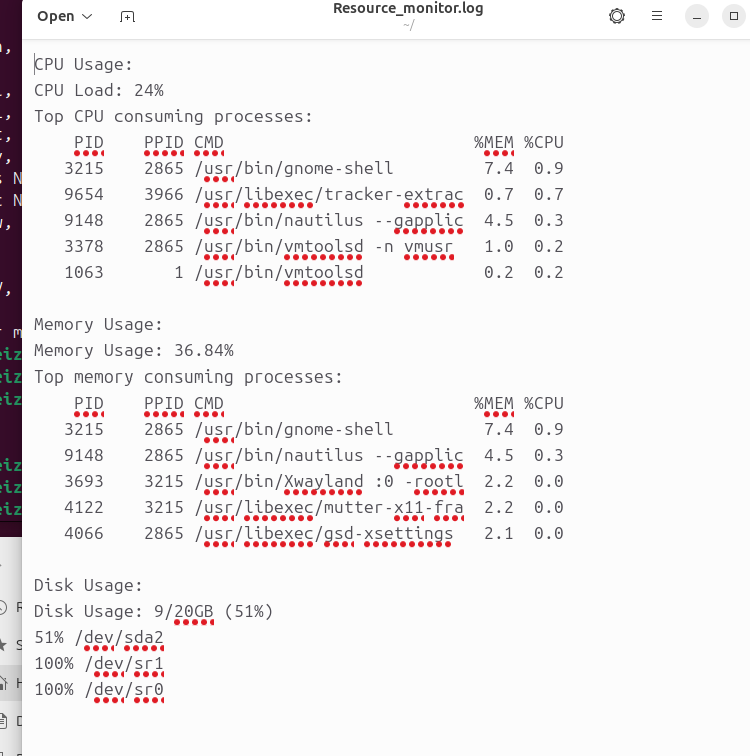 Open
Resource_monitor.log
~/
CPU Usage:
CPU Load: 24%
Top CPU consuming processes:
PID PPID CMD %MEM %CPU
3215 2865 /usr/bin/gnome-shell 7.4 0.9
9654 3966 /usr/libexec/tracker-extrac 0.7 0.7
9148 2865 /usr/bin/nautilus --gapplic 4.5 0.3
3378 2865 /usr/bin/vmtoolsd -n vmusr 1.0 0.2
1063 1 /usr/bin/vmtoolsd 0.2 0.2
Memory Usage:
Memory Usage: 36.84%
Top memory consuming processes:
PID PPID CMD %MEM %CPU
3215 2865 /usr/bin/gnome-shell 7.4 0.9
9148 2865 /usr/bin/nautilus --gapplic 4.5 0.3
3693 3215 /usr/bin/Xwayland :0 -rootl 2.2 0.0
4122 3215 /usr/libexec/mutter-x11-fra 2.2 0.0
4066 2865 /usr/libexec/gsd-xsettings 2.1 0.0
Disk Usage:
Disk Usage: 9/20GB (51%)
51% /dev/sda2
100% /dev/sr1
100% /dev/sr0